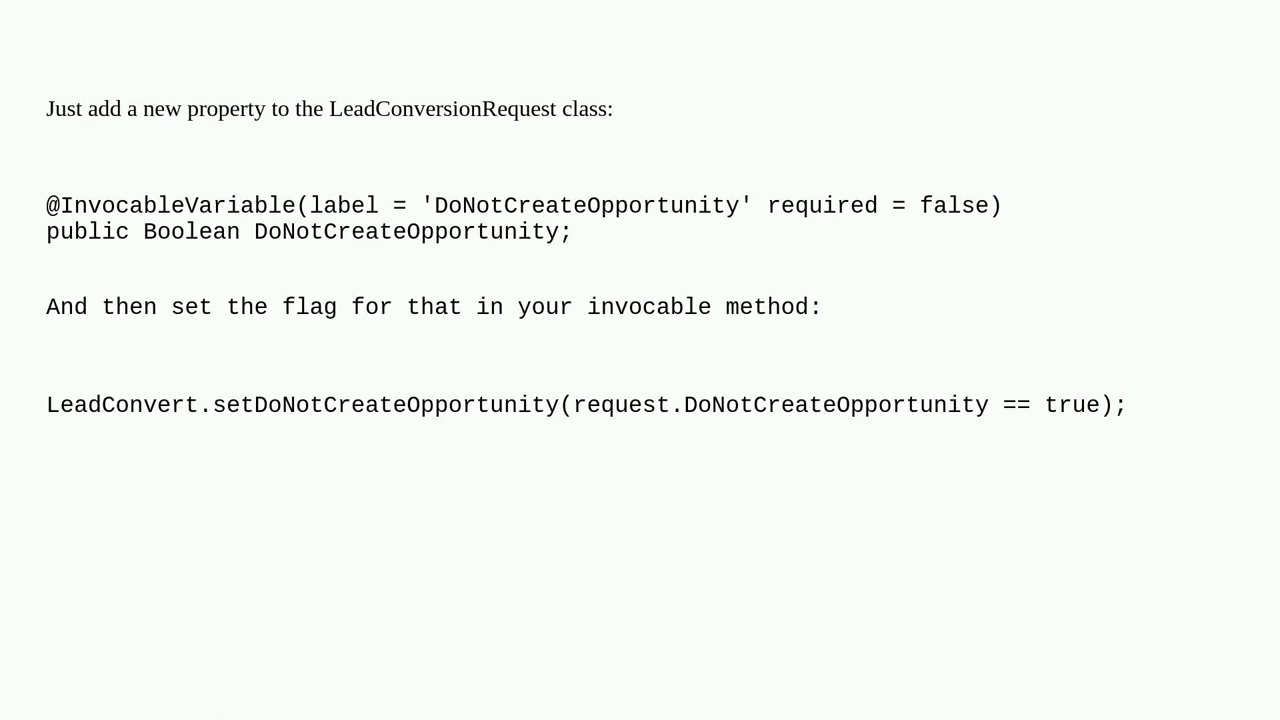 Just add a new property to the LeadConversionRequest class:
@InvocableVariable(label = 'DoNotCreateOpportunity' required = false)
public Boolean DoNotCreateOpportunity;
And then set the flag for that in your invocable method:
LeadConvert.setDoNotCreateOpportunity(request.DoNotCreateOpportunity == true);